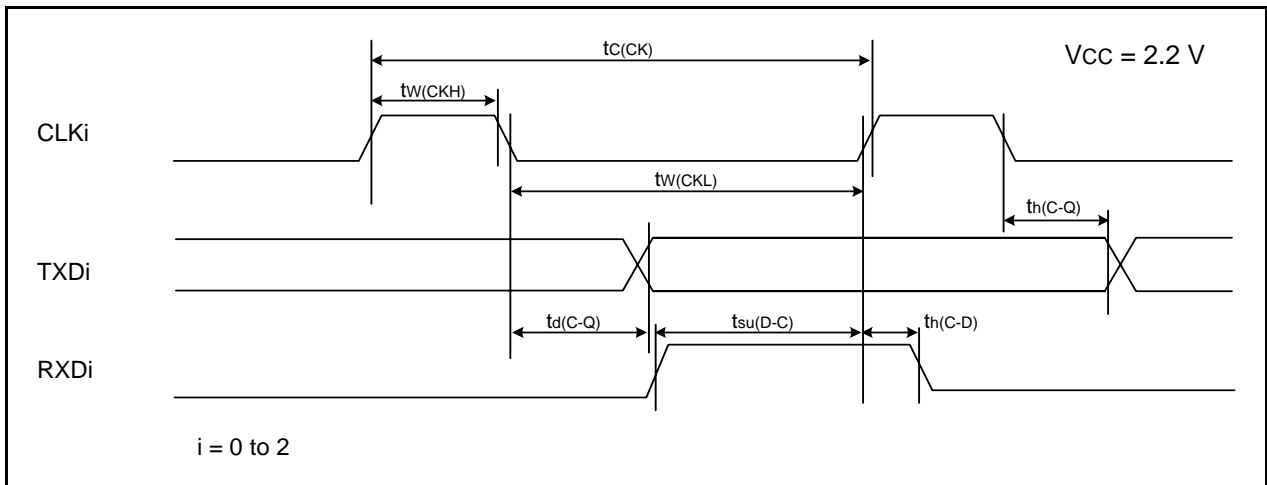 tC(CK)
VCC = 2.2 V
tW(CKH)
CLKi
tW(CKL)
th(C-Q)
TXDi
td(C-Q)
tsu(D-C)
th(C-D)
RXDi
i = 0 to 2